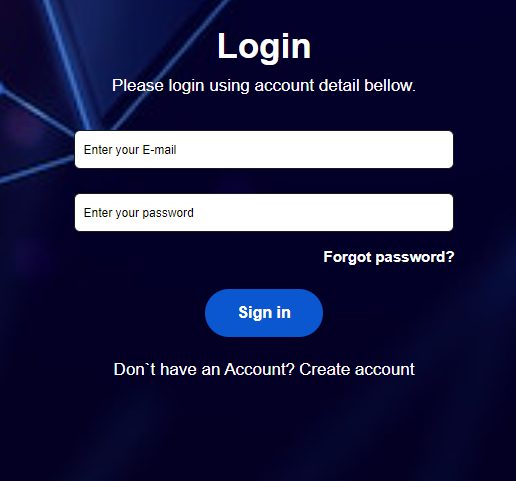 Login
Please login using account detail bellow.
Enter your E-mail
Enter your password
Forgot password?
Sign in
Don`t have an Account? Create account